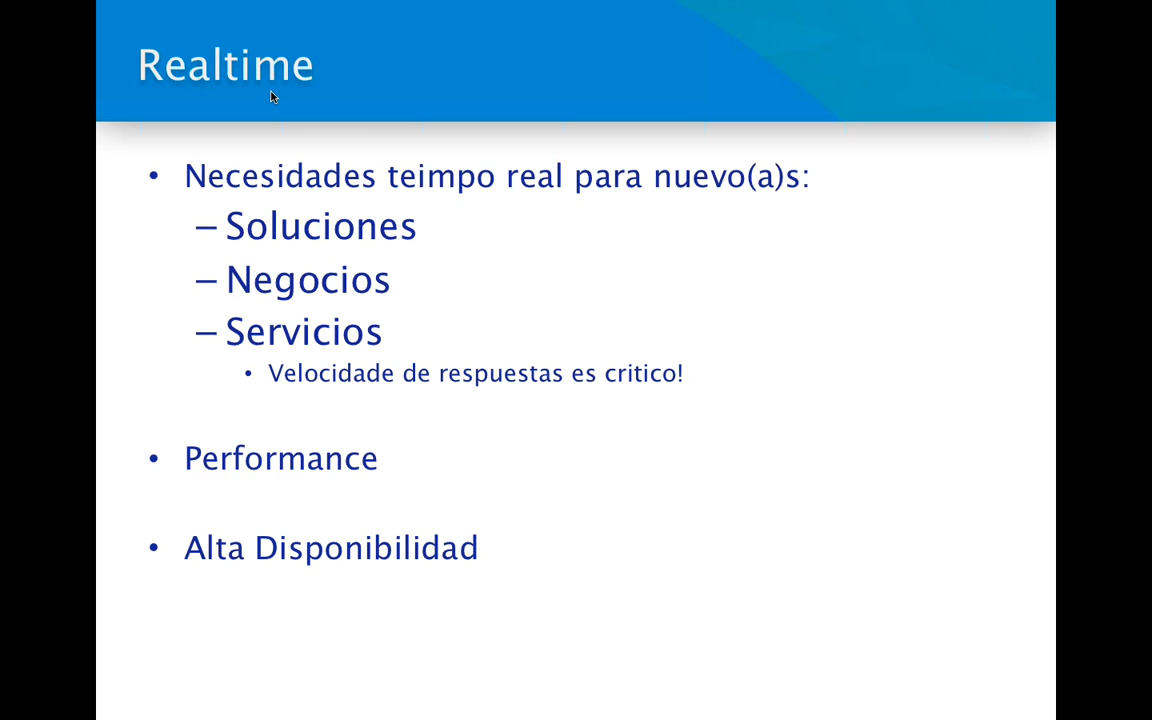 Realtime
• Necesidades teimpo real para nuevo(a)s:
– Soluciones
– Negocios
– Servicios
• Velocidade de respuestas es critico!
• Performance
• Alta Disponibilidad